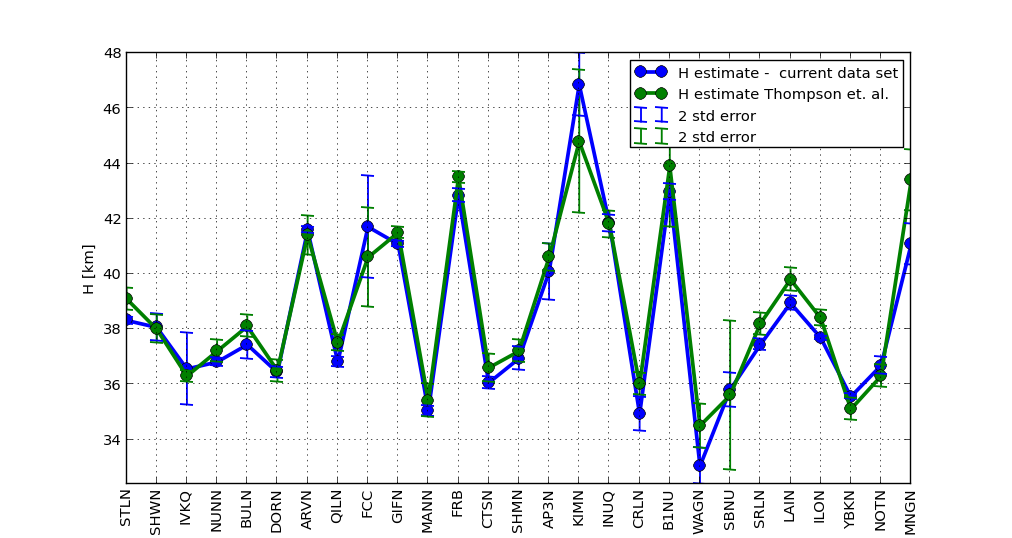 48
46
44
42
40
38
36
34
H [km]
H estimate -  current data set
H estimate Thompson et. al.
2 std error
2 std error
STLN
SHWN
IVKQ
NUNN
BULN
DORN
ARVN
QILN
FCC
GIFN
MANN
FRB
CTSN
SHMN
AP3N
KIMN
INUQ
CRLN
B1NU
WAGN
SBNU
SRLN
LAIN
ILON
YBKN
NOTN
MNGN